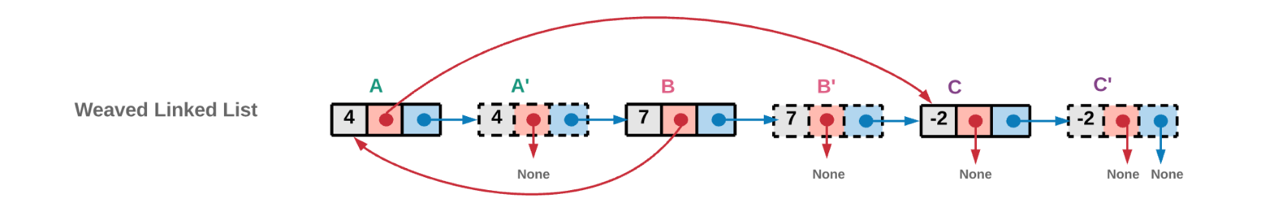 A A' B B' C C'
Weaved Linked List 4 4 7 7 -2 -2
None None None None None